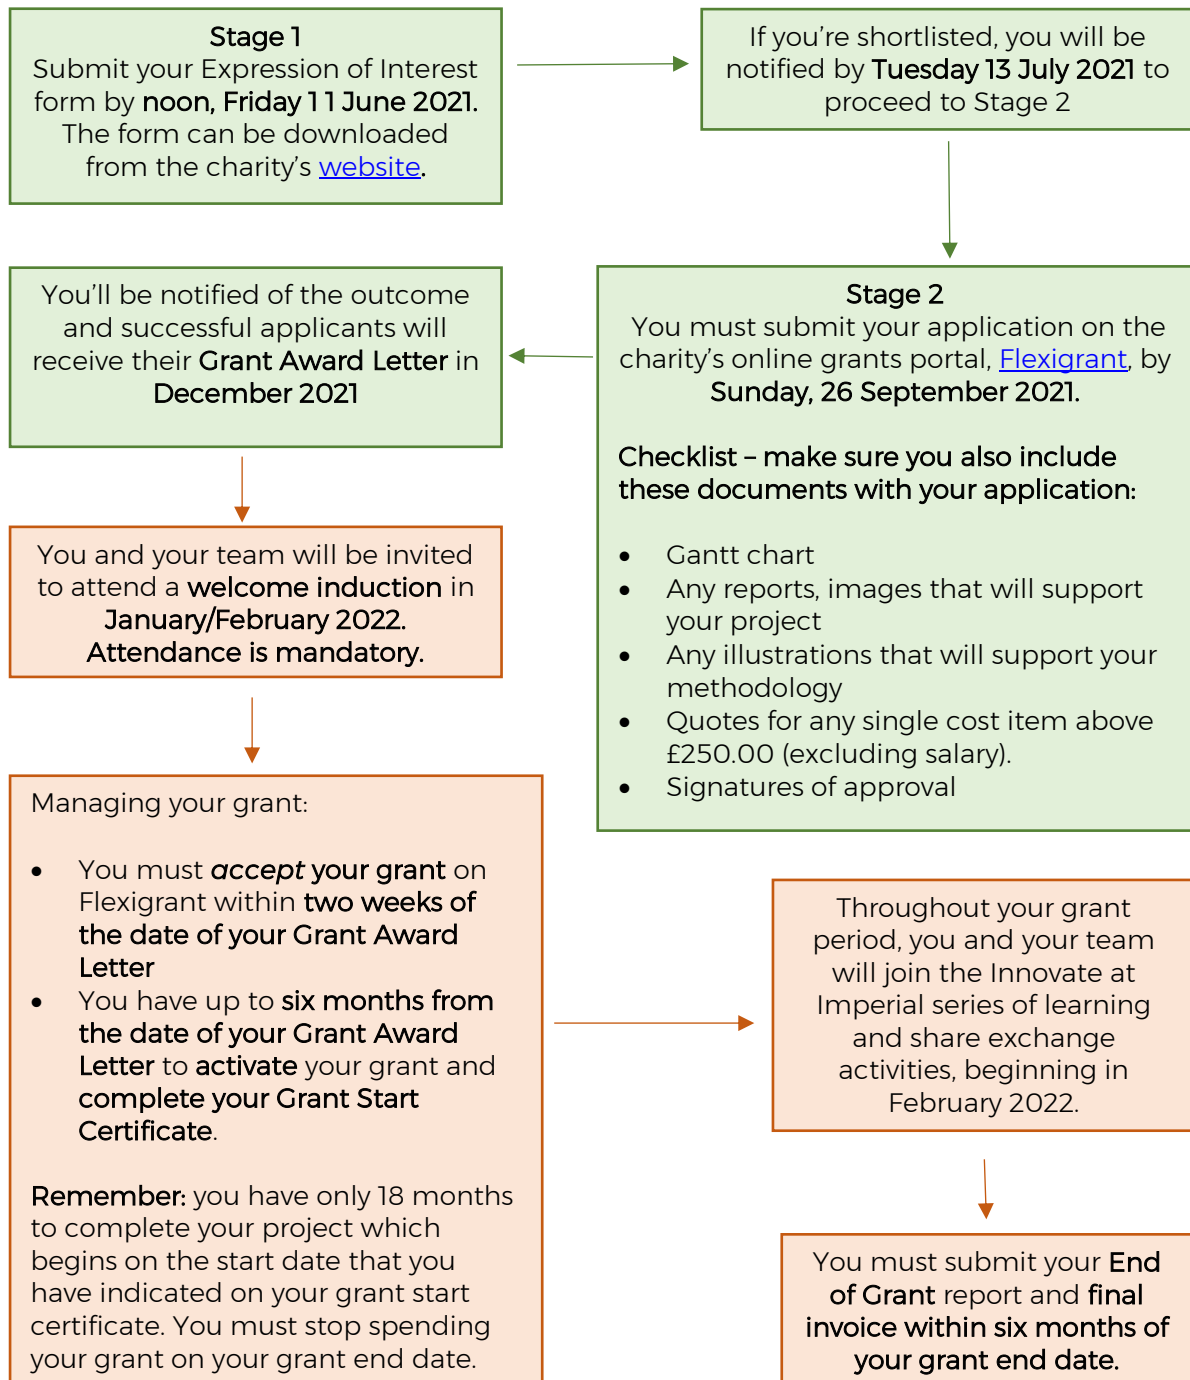 Stage 1
Submit your Expression of Interest
form by noon, Friday 11 June 2021.
The form can be downloaded
from the charity’s website.
If you’re shortlisted, you will be
notified by Tuesday 13 July 2021 to
proceed to Stage 2
Stage 2
You must submit your application on the
charity’s online grants portal, Flexigrant, by
Sunday, 26 September 2021.
Checklist – make sure you also include
these documents with your application:
• Gantt chart
• Any reports, images that will support
your project
• Any illustrations that will support your
methodology
• Quotes for any single cost item above
£250.00 (excluding salary).
• Signatures of approval
You’ll be notified of the outcome
and successful applicants will
receive their Grant Award Letter in
December 2021
You and your team will be invited
to attend a welcome induction in
January/February 2022.
Attendance is mandatory.
Managing your grant:
• You must accept your grant on
Flexigrant within two weeks of
the date of your Grant Award
Letter
• You have up to six months from
the date of your Grant Award
Letter to activate your grant and
complete your Grant Start
Certificate.
Remember: you have only 18 months
to complete your project which
begins on the start date that you
have indicated on your grant start
certificate. You must stop spending
your grant on your grant end date.
Throughout your grant
period, you and your team
will join the Innovate at
Imperial series of learning
and share exchange
activities, beginning in
February 2022.
You must submit your End
of Grant report and final
invoice within six months of
your grant end date.